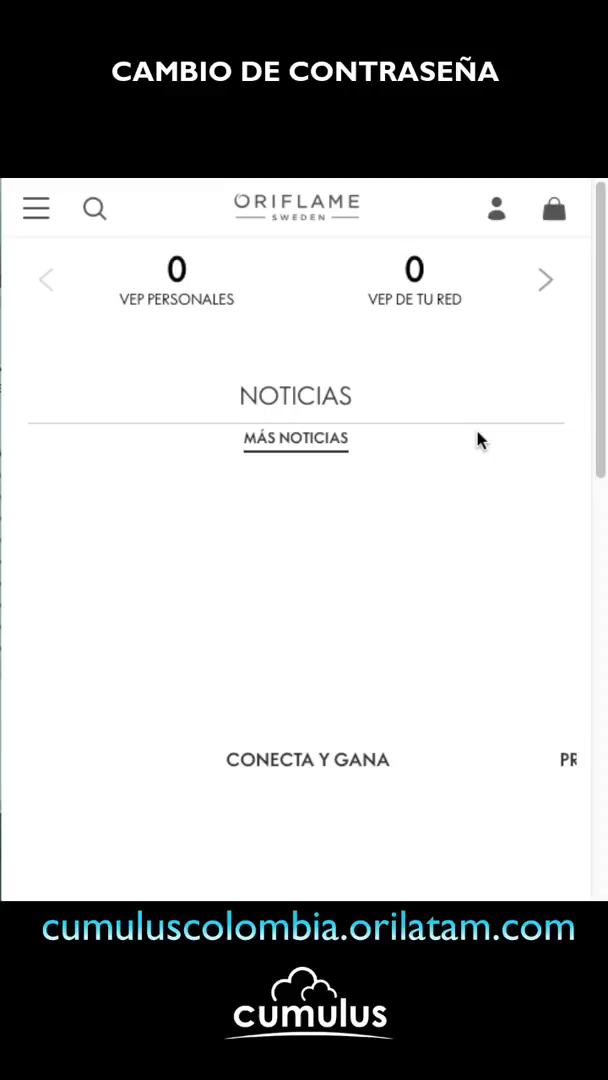 CAMBIO DE CONTRASEÑA
ORIFLAME
SWEDEN
0
VEP PERSONALES
0
VEP DE TU RED
NOTICIAS
MÁS NOTICIAS
CONECTA Y GANA
PR
cumuluscolombia.orilatam.com
cumulus